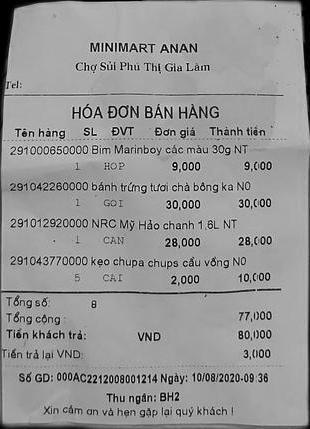 MINIMART ANAN
Chợ Sủi Phú Thị Gia Lâm
Tel:
HÓA ĐƠN BÁN HÀNG
Tên hàng SL ĐVT Đơn giá Thành tiền
291000650000 Bim Marinboy các màu 30g NT
1 HOP 9,000 9,000
291042260000 bánh trứng tươi chà bông ka N0
1 GOI 30,000 30,000
291012920000 NRC Mỹ Hảo chanh 1,6L NT
1 CAN 28,000 28,000
291043770000 kẹo chupa chups cầu vồng N0
5 CAI 2,000 10,000
Tổng số: 8
Tổng cộng : 77,000
Tiền khách trả: VND 80,000
Tiền trả lại VND: 3,000
Số GD: 000AC2212008001214 Ngày: 10/08/2020-09:36
Thu ngân: BH2
Xin cảm ơn và hẹn gặp lại quý khách !